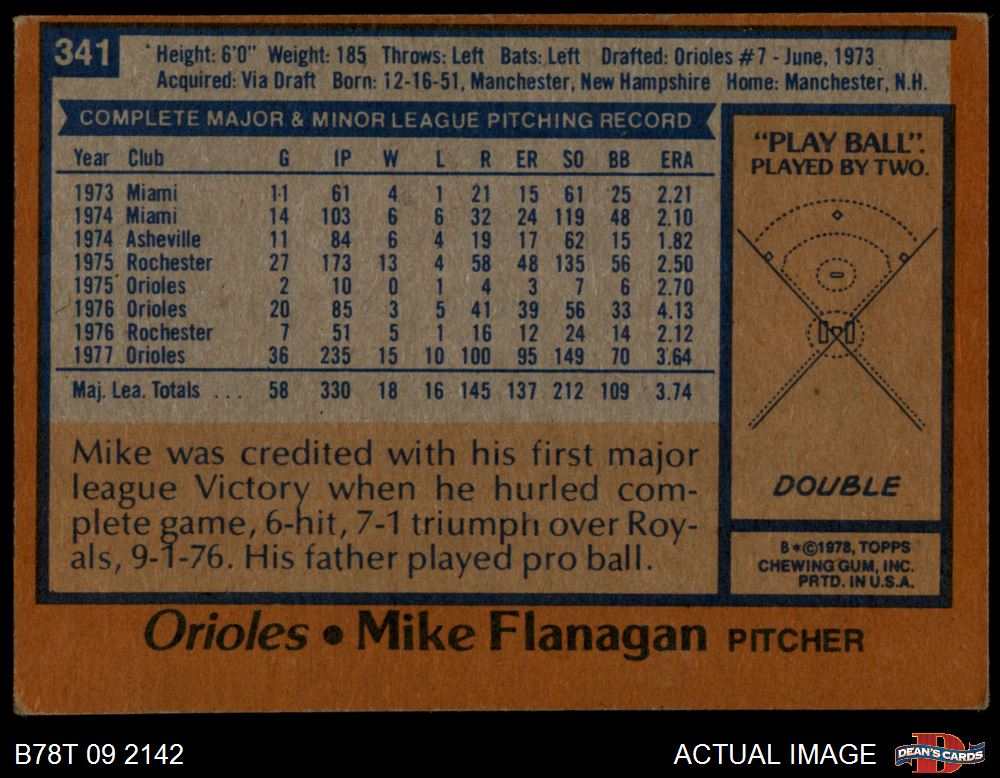 341
Height: 6'0" Weight: 185 Throws: Left Bats: Left Drafted: Orioles #7 - June, 1973
Acquired: Via Draft Born: 12-16-51, Manchester, New Hampshire Home: Manchester, N.H.
COMPLETE MAJOR & MINOR LEAGUE PITCHING RECORD
Year Club G IP W L R ER SO BB ERA
1973 Miami 11 61 4 1 21 15 61 25 2.21
1974 Miami 14 103 6 6 32 24 119 48 2.10
1974 Asheville 11 84 6 4 19 17 62 15 1.82
1975 Rochester 27 173 13 4 58 48 135 56 2.50
1975 Orioles 2 10 0 1 4 3 7 6 2.70
1976 Orioles 20 85 3 5 41 39 56 33 4.13
1976 Rochester 7 51 5 1 16 12 24 14 2.12
1977 Orioles 36 235 15 10 100 95 149 70 3.64
Maj. Lea. Totals ... 58 330 18 16 145 137 212 109 3.74
Mike was credited with his first major
league Victory when he hurled com-
plete game, 6-hit, 7-1 triumph over Roy-
als, 9-1-76. His father played pro ball.
"PLAY BALL".
PLAYED BY TWO.
DOUBLE
B*©1978, TOPPS
CHEWING GUM, INC.
PRTD. IN U.S.A.
Orioles • Mike Flanagan PITCHER
B78T 09 2142
ACTUAL IMAGE
DEAN'S CARDS